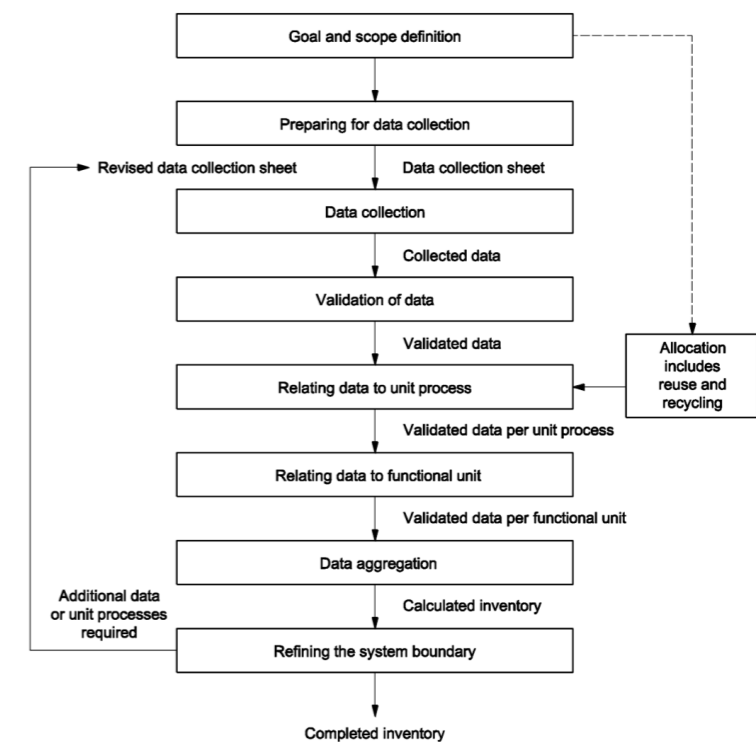 Goal and scope definition
Preparing for data collection
Revised data collection sheet
Data collection sheet
Data collection
Collected data
Validation of data
Validated data
Allocation
includes
reuse and
recycling
Relating data to unit process
Validated data per unit process
Relating data to functional unit
Validated data per functional unit
Data aggregation
Calculated inventory
Additional data
or unit processes
required
Refining the system boundary
Completed inventory